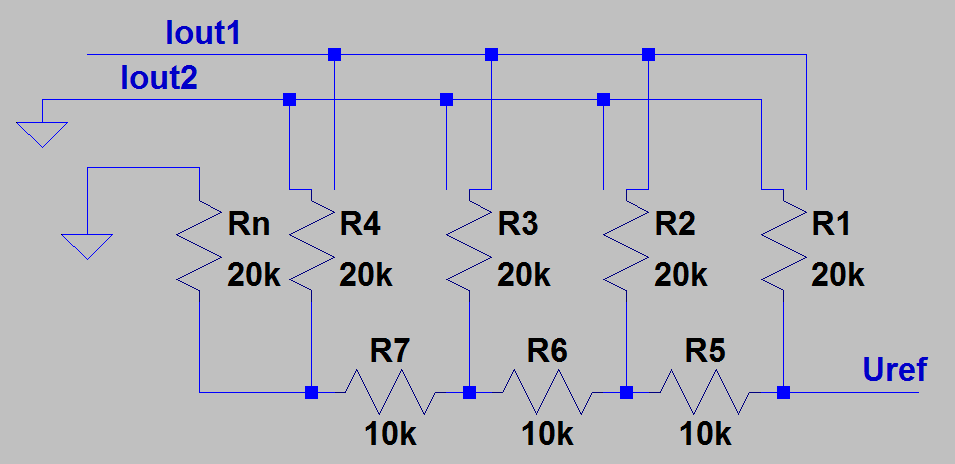 Iout1
Iout2
Rn R4 R3 R2 R1
20k 20k 20k 20k 20k
R7 R6 R5
Uref
10k 10k 10k